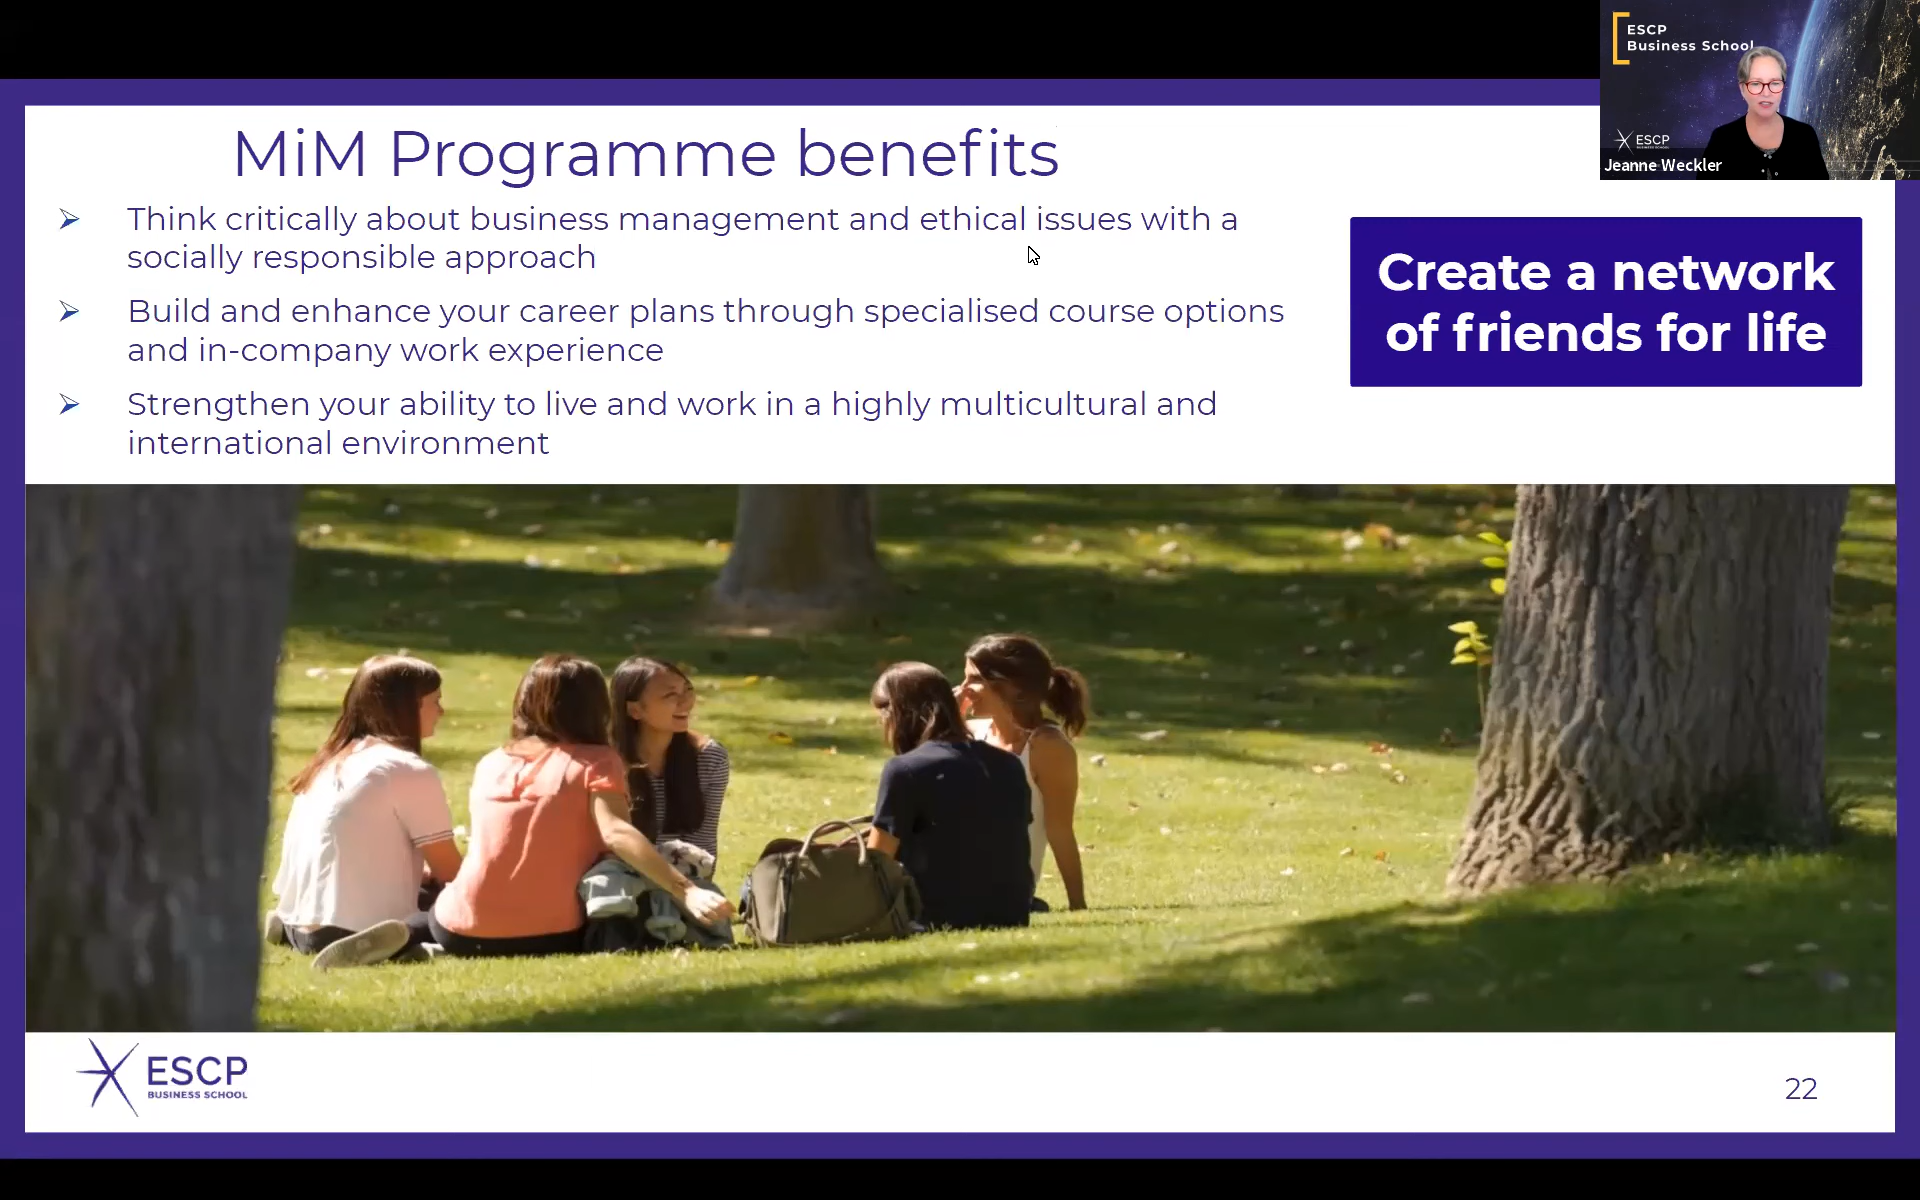 ESCP
Business School
ESCP
BUSINESS SCHOOL
Jeanne Weckler
MiM Programme benefits
Think critically about business management and ethical issues with a
socially responsible approach
Build and enhance your career plans through specialised course options
and in-company work experience
Strengthen your ability to live and work in a highly multicultural and
international environment
Create a network
of friends for life
ESCP
BUSINESS SCHOOL
22